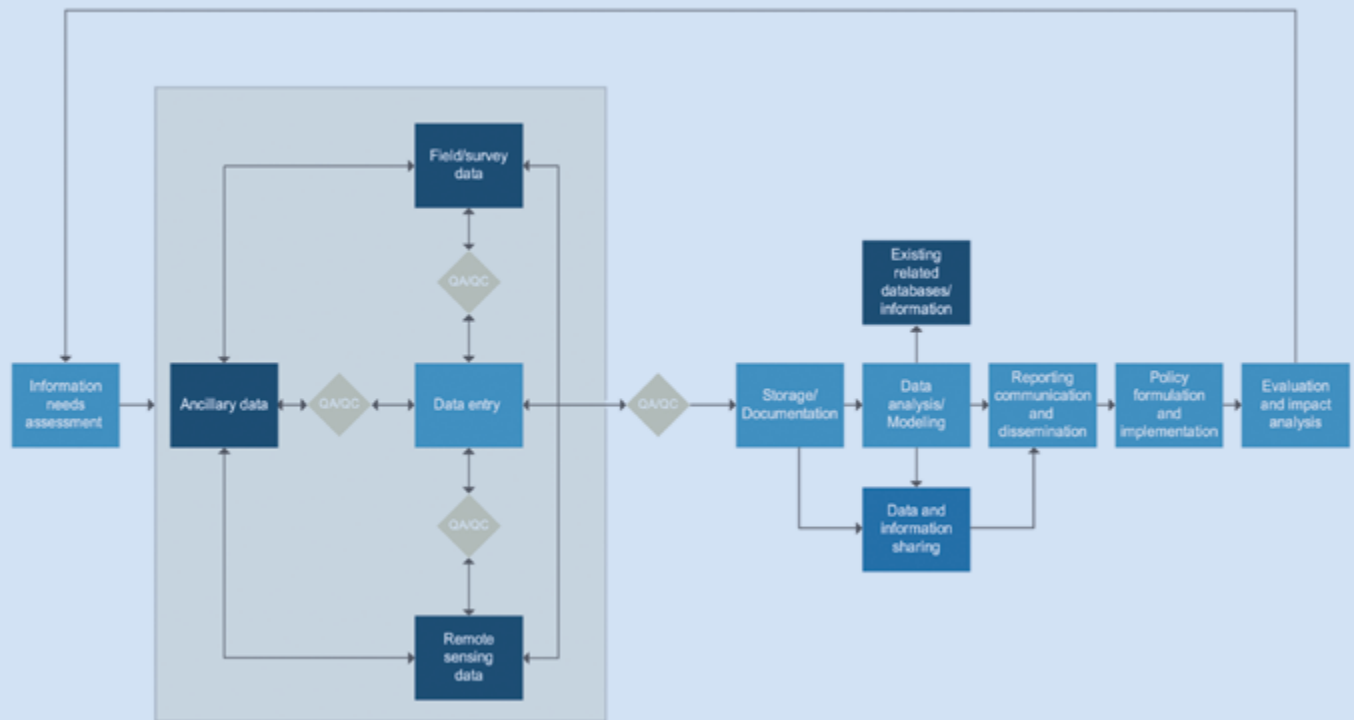 Field/survey
data
QA/QC
Existing
related
databases/
information
Information
needs
assessment
Ancillary data
QA/QC
Data entry
QA/QC
Storage/
Documentation
Data
analysis/
Modeling
Reporting
communication
and
dissemination
Policy
formulation
and
implementation
Evaluation
and impact
analysis
QA/QC
Data and
information
sharing
Remote
sensing
data